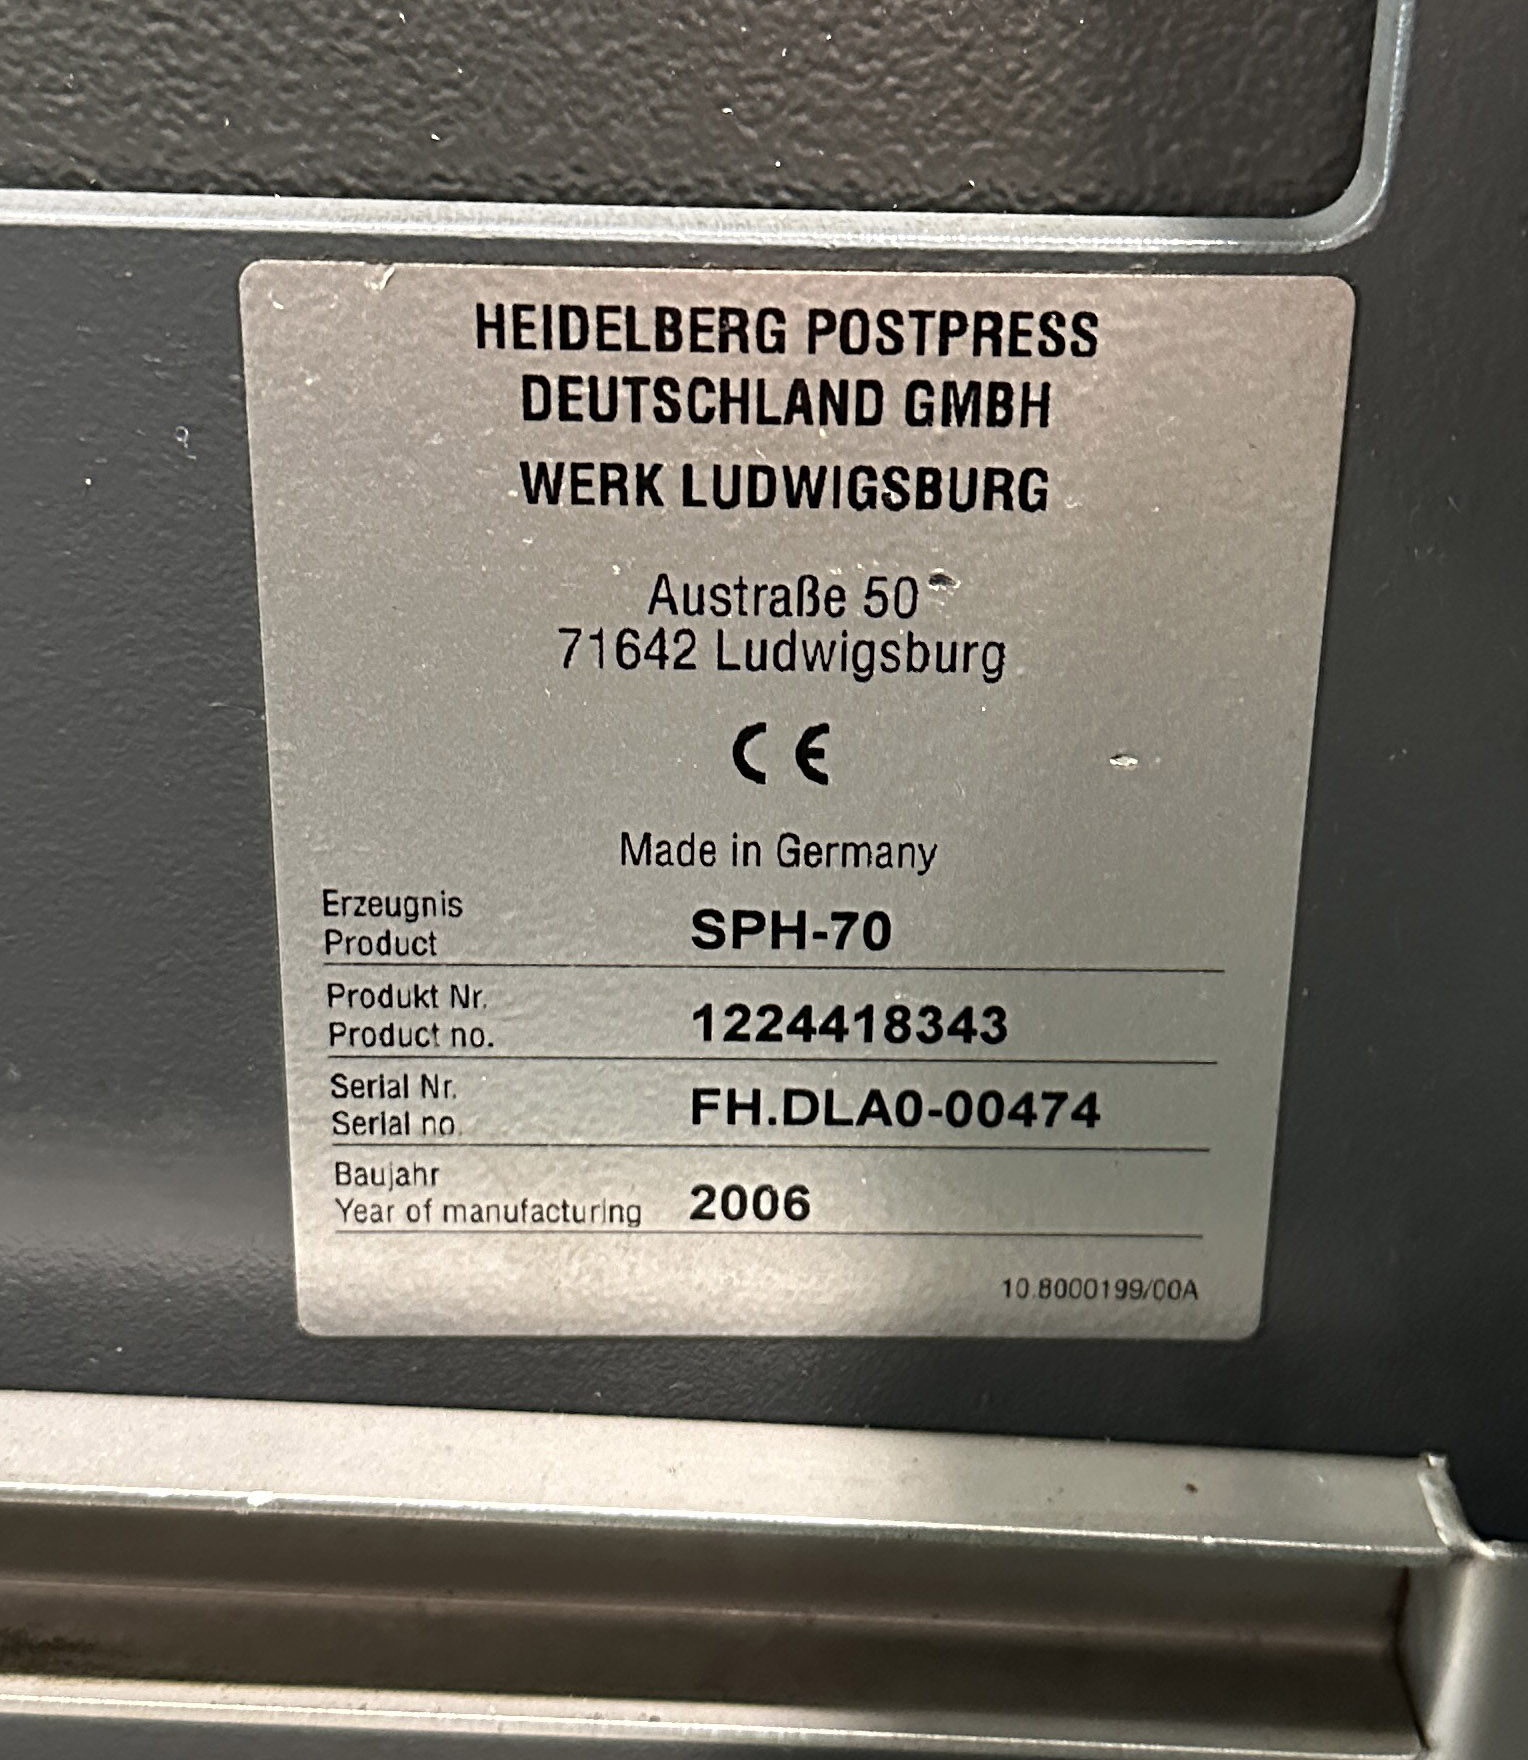 HEIDELBERG POSTPRESS
DEUTSCHLAND GMBH
WERK LUDWIGSBURG
Austraße 50
71642 Ludwigsburg
CE
Made in Germany
Erzeugnis
Product SPH-70
Produkt Nr.
Product no. 1224418343
Serial Nr.
Serial no. FH.DLA0-00474
Baujahr
Year of manufacturing 2006
10.8000199/00A